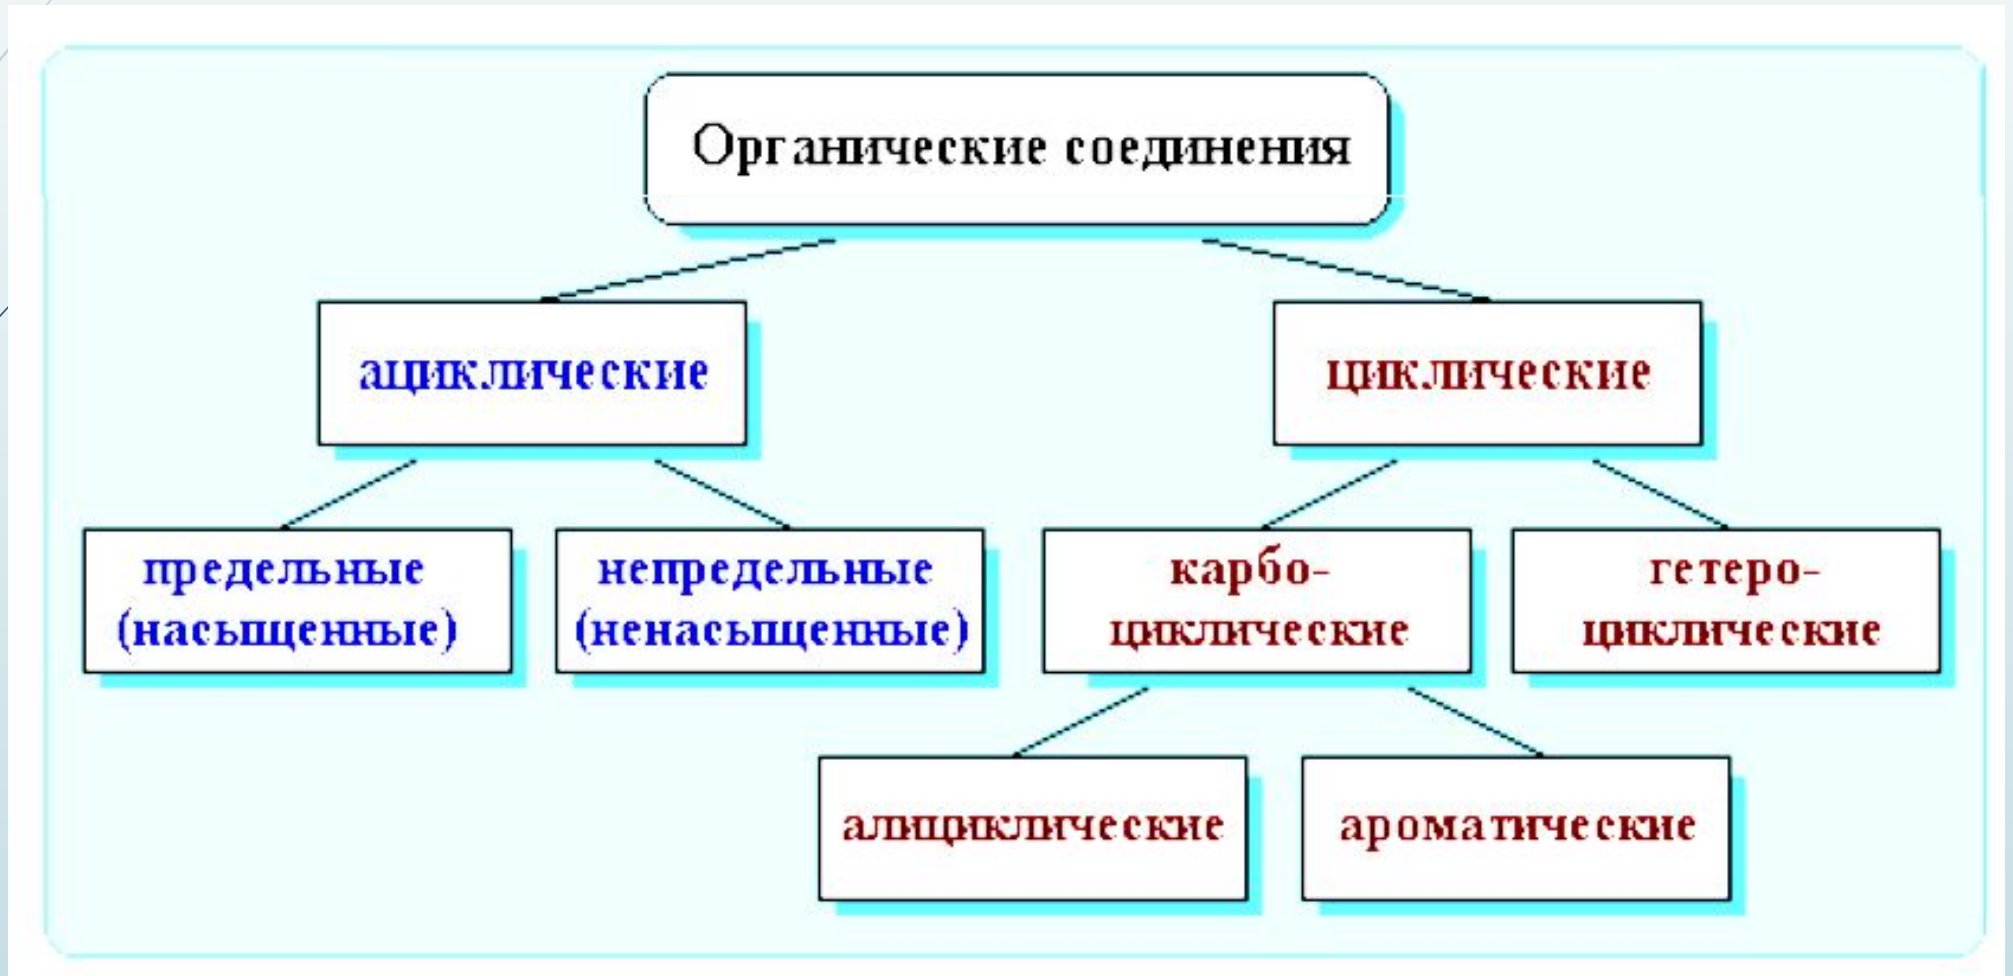 Органические соединения
ациклические
циклические
предельные
(насыщенные)
непредельные
(ненасыщенные)
карбо-
циклические
гетеро-
циклические
алициклические
ароматические